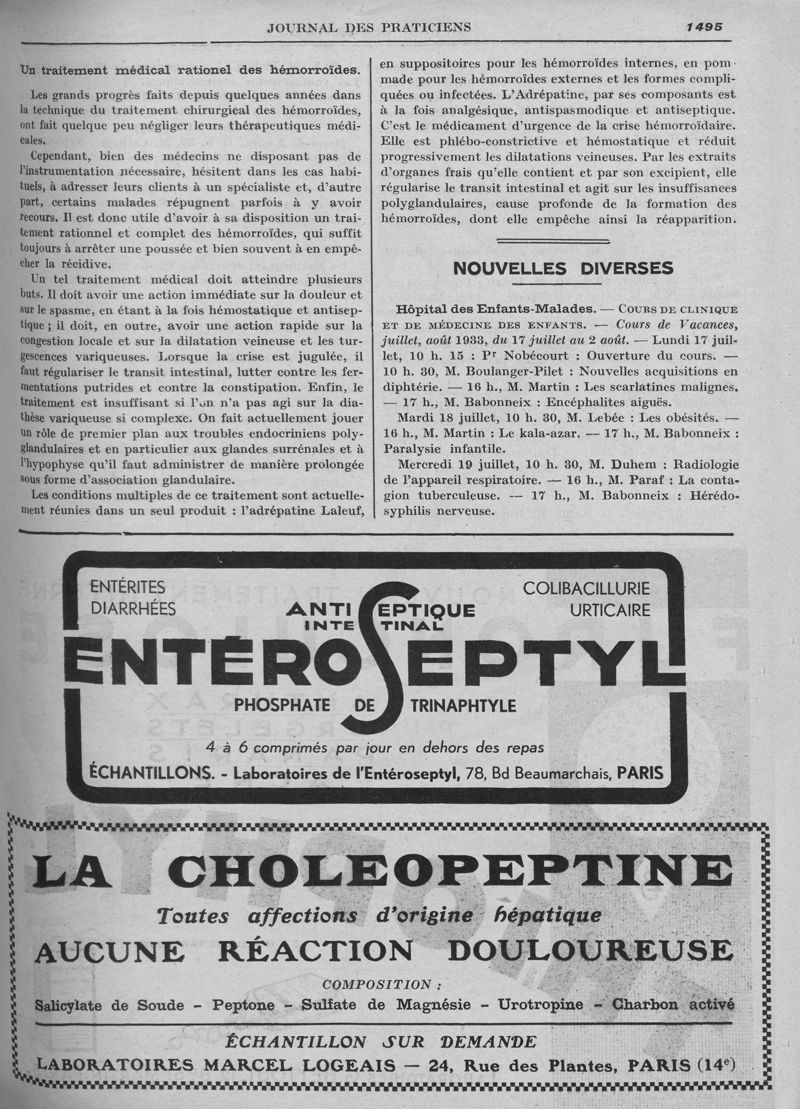 JOURNAL DES PRATICIENS 1495
Un traitement médical rationel des hémorroïdes.
Les grands progrès faits depuis quelques années dans
la technique du traitement chirurgical des hémorroïdes,
ont fait quelque peu négliger leurs thérapeutiques médi-
cales.
Cependant, bien des médecins ne disposant pas de
l'instrumentation nécessaire, hésitent dans les cas habi-
tuels, à adresser leurs clients à un spécialiste et, d'autre
part, certains malades répugnent parfois à y avoir
recours. Il est donc utile d'avoir à sa disposition un trai-
tement rationnel et complet des hémorroïdes, qui suffit
toujours à arrêter une poussée et bien souvent à en empê-
cher la récidive.
Un tel traitement médical doit atteindre plusieurs
buts. Il doit avoir une action immédiate sur la douleur et
sur le spasme, en étant à la fois hémostatique et antisep-
tique ; il doit, en outre, avoir une action rapide sur la
congestion locale et sur la dilatation veineuse et les tur-
gescences variqueuses. Lorsque la crise est jugulée, il
faut régulariser le transit intestinal, lutter contre les fer-
mentations putrides et contre la constipation. Enfin, le
traitement est insuffisant si l'on n'a pas agi sur la dia-
thèse variqueuse si complexe. On fait actuellement jouer
un rôle de premier plan aux troubles endocriniens poly-
glandulaires et en particulier aux glandes surrénales et à
l'hypophyse qu'il faut administrer de manière prolongée
sous forme d'association glandulaire.
Les conditions multiples de ce traitement sont actuelle-
ment réunies dans un seul produit : l'adrépatine Laleuf,
en suppositoires pour les hémorroïdes internes, en pom-
made pour les hémorroïdes externes et les formes compli-
quées ou infectées. L'Adrépatine, par ses composants est
à la fois analgésique, antispasmodique et antiseptique.
C'est le médicament d'urgence de la crise hémorroïdaire.
Elle est phlébo-constrictive et hémostatique et réduit
progressivement les dilatations veineuses. Par les extraits
d'organes frais qu'elle contient et par son excipient, elle
régularise le transit intestinal et agit sur les insuffisances
polyglandulaires, cause profonde de la formation des
hémorroïdes, dont elle empêche ainsi la réapparition.
NOUVELLES DIVERSES
Hôpital des Enfants-Malades. — COURS DE CLINIQUE
ET DE MÉDECINE DES ENFANTS. — Cours de Vacances,
juillet, août 1933, du 17 juillet au 2 août. — Lundi 17 juil-
let, 10 h. 15 : Pr Nobécourt : Ouverture du cours. —
10 h. 30, M. Boulanger-Pilet : Nouvelles acquisitions en
diphtérie. — 16 h., M. Martin : Les scarlatines malignes.
— 17 h., M. Babonneix : Encéphalites aiguës.
Mardi 18 juillet, 10 h. 30, M. Lebée : Les obésités. —
16 h., M. Martin : Le kala-azar. — 17 h., M. Babonneix :
Paralysie infantile.
Mercredi 19 juillet, 10 h. 30, M. Duhem : Radiologie
de l'appareil respiratoire. — 16 h., M. Paraf : La conta-
gion tuberculeuse. — 17 h., M. Babonneix : Hérédo-
syphilis nerveuse.
ENTÉRITES
DIARRHÉES
COLIBACILLURIE
URTICAIRE
ANTISEPTIQUE
INTESTINAL
ENTÉROSEPTYL
PHOSPHATE DE TRINAPHTYLE
4 à 6 comprimés par jour en dehors des repas
ÉCHANTILLONS. - Laboratoires de l'Entéroseptyl, 78, Bd Beaumarchais, PARIS
LA CHOLEOPEPTINE
Toutes affections d'origine hépatique
AUCUNE RÉACTION DOULOUREUSE
COMPOSITION :
Salicylate de Soude – Peptone – Sulfate de Magnésie – Urotropine – Charbon activé
ÉCHANTILLON SUR DEMANDE
LABORATOIRES MARCEL LOGEAIS — 24, Rue des Plantes, PARIS (14e)